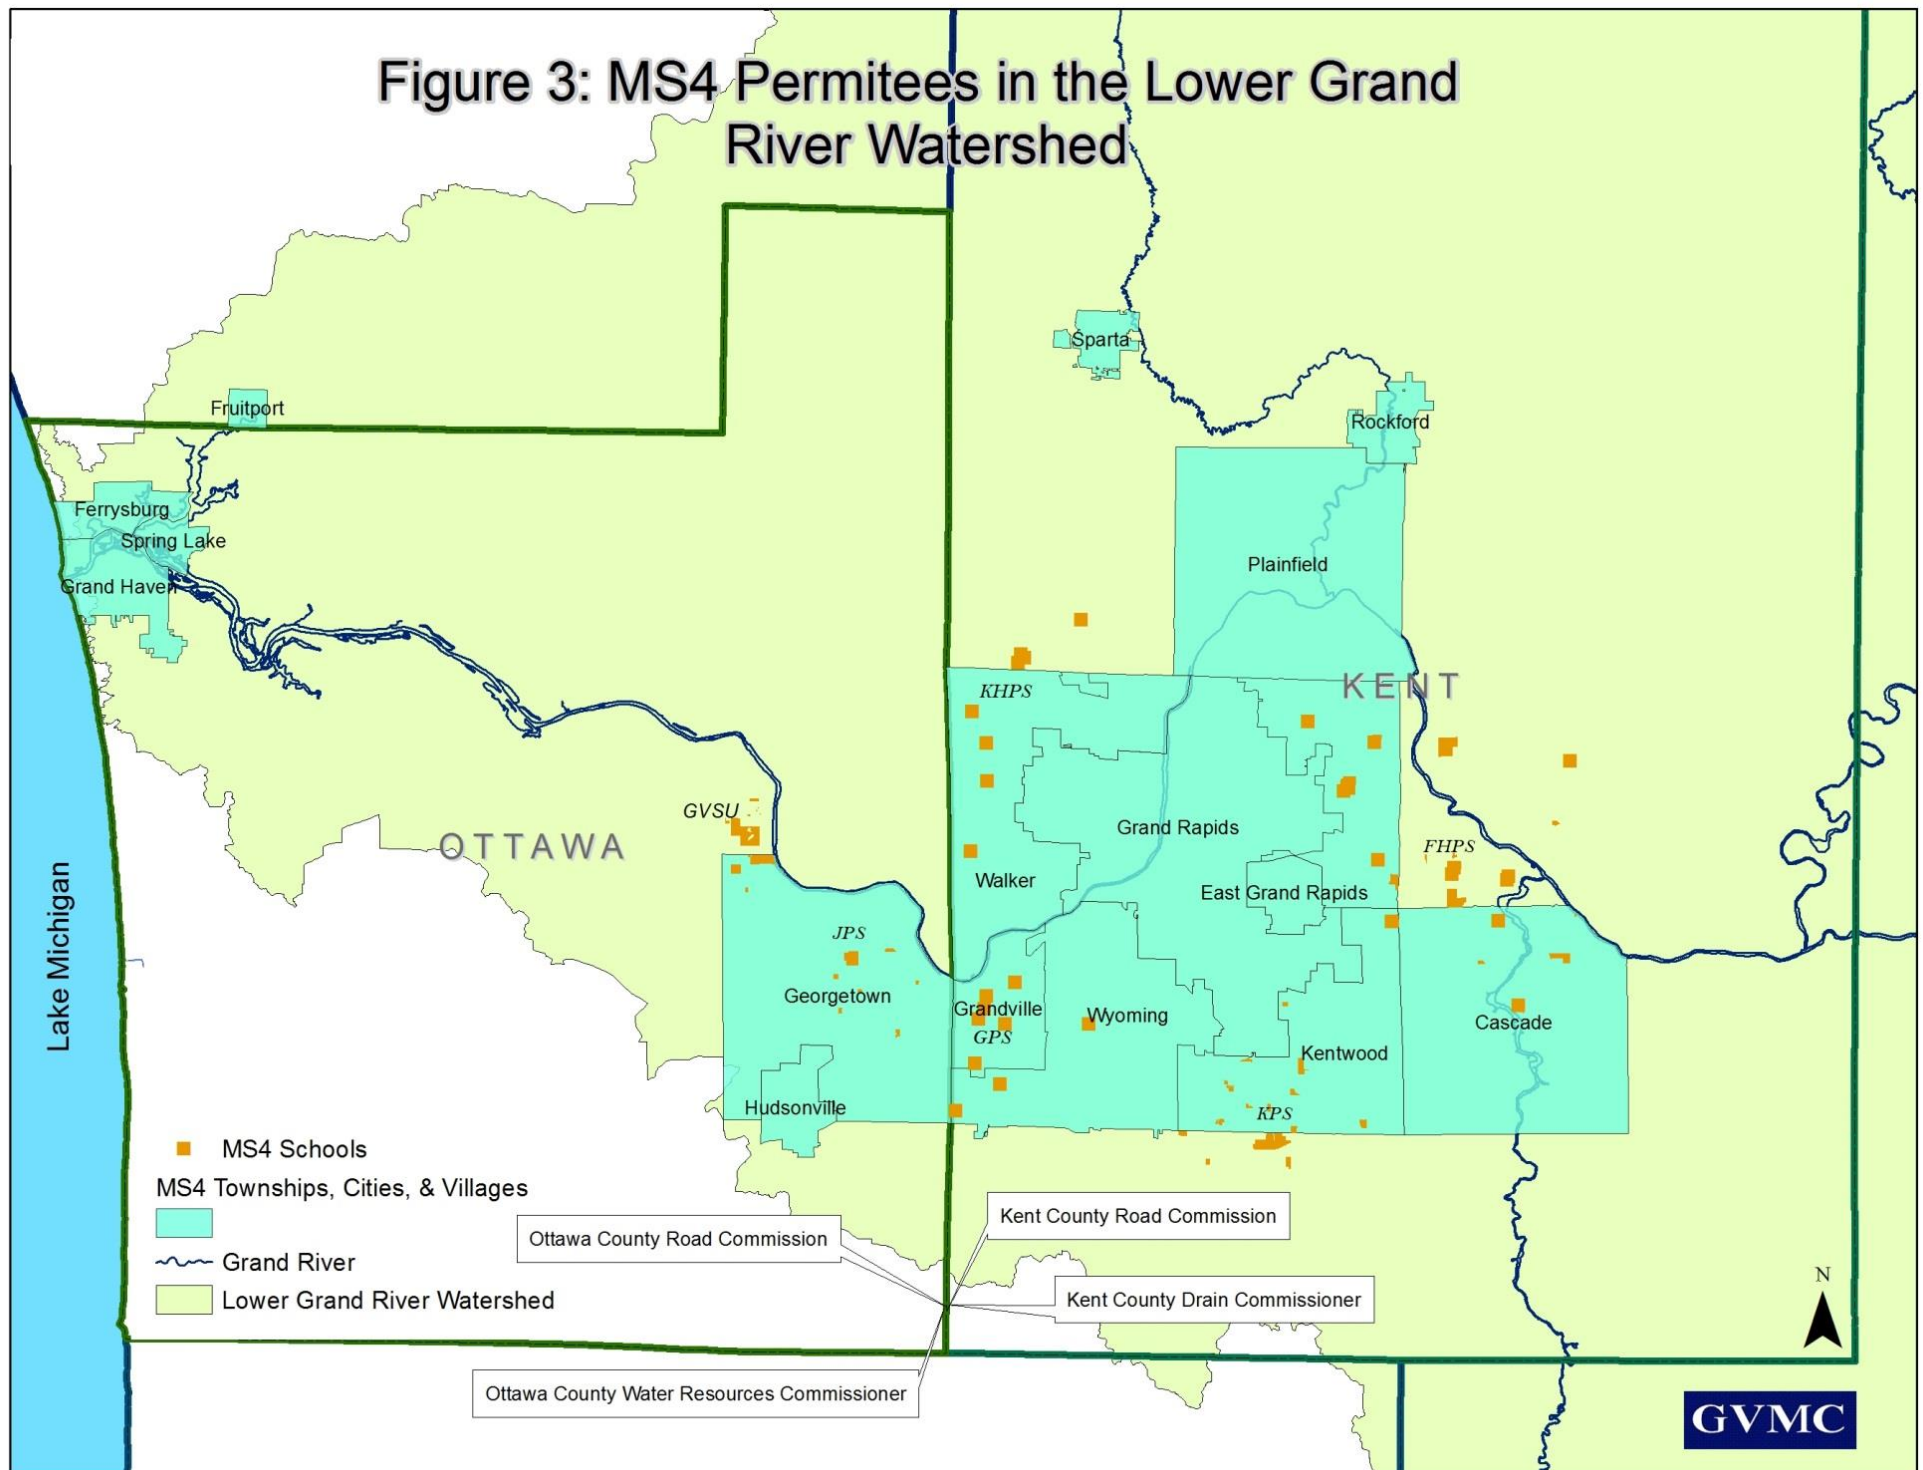 Figure 3: MS4 Permitees in the Lower Grand
River Watershed
Sparta
Fruitport
Rockford
Ferrysburg
Spring Lake
Grand Haven
Plainfield
KENT
KHPS
GVSU
OTTAWA
Grand Rapids
FHPS
Walker
East Grand Rapids
Lake Michigan
JPS
Georgetown
Grandville
Wyoming
Cascade
GPS
Kentwood
Hudsonville
KPS
MS4 Schools
MS4 Townships, Cities, & Villages
Grand River
Lower Grand River Watershed
Kent County Road Commission
Ottawa County Road Commission
Kent County Drain Commissioner
Ottawa County Water Resources Commissioner
N
GVMC